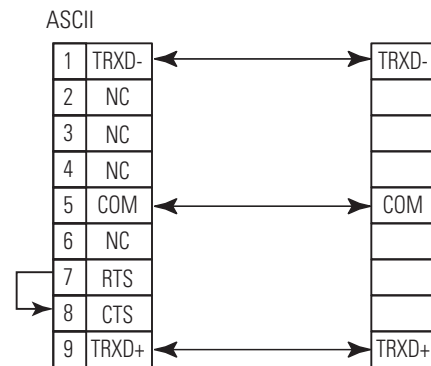 ASCII
1 TRXD- TRXD-
2 NC
3 NC
4 NC
5 COM COM
6 NC
7 RTS
8 CTS
9 TRXD+ TRXD+